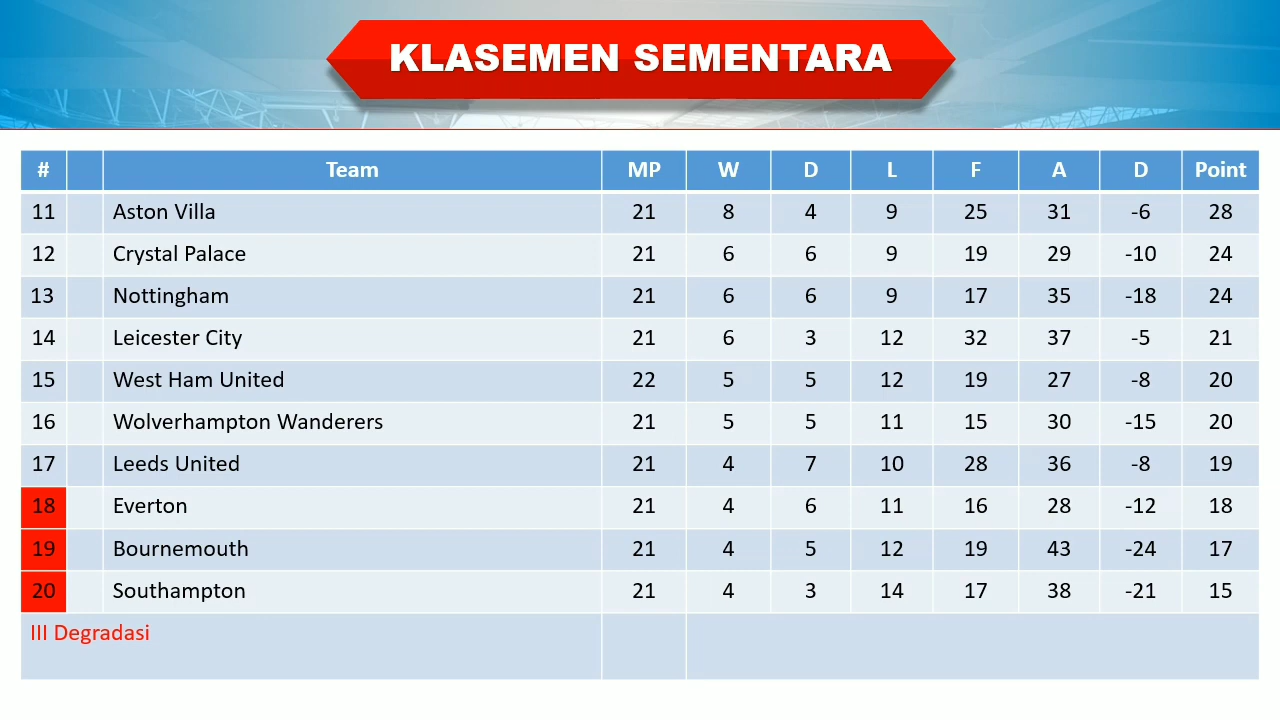 KLASEMEN SEMENTARA
# Team MP W D L F A D Point
11 Aston Villa 21 8 4 9 25 31 -6 28
12 Crystal Palace 21 6 6 9 19 29 -10 24
13 Nottingham 21 6 6 9 17 35 -18 24
14 Leicester City 21 6 3 12 32 37 -5 21
15 West Ham United 22 5 5 12 19 27 -8 20
16 Wolverhampton Wanderers 21 5 5 11 15 30 -15 20
17 Leeds United 21 4 7 10 28 36 -8 19
18 Everton 21 4 6 11 16 28 -12 18
19 Bournemouth 21 4 5 12 19 43 -24 17
20 Southampton 21 4 3 14 17 38 -21 15
III Degradasi